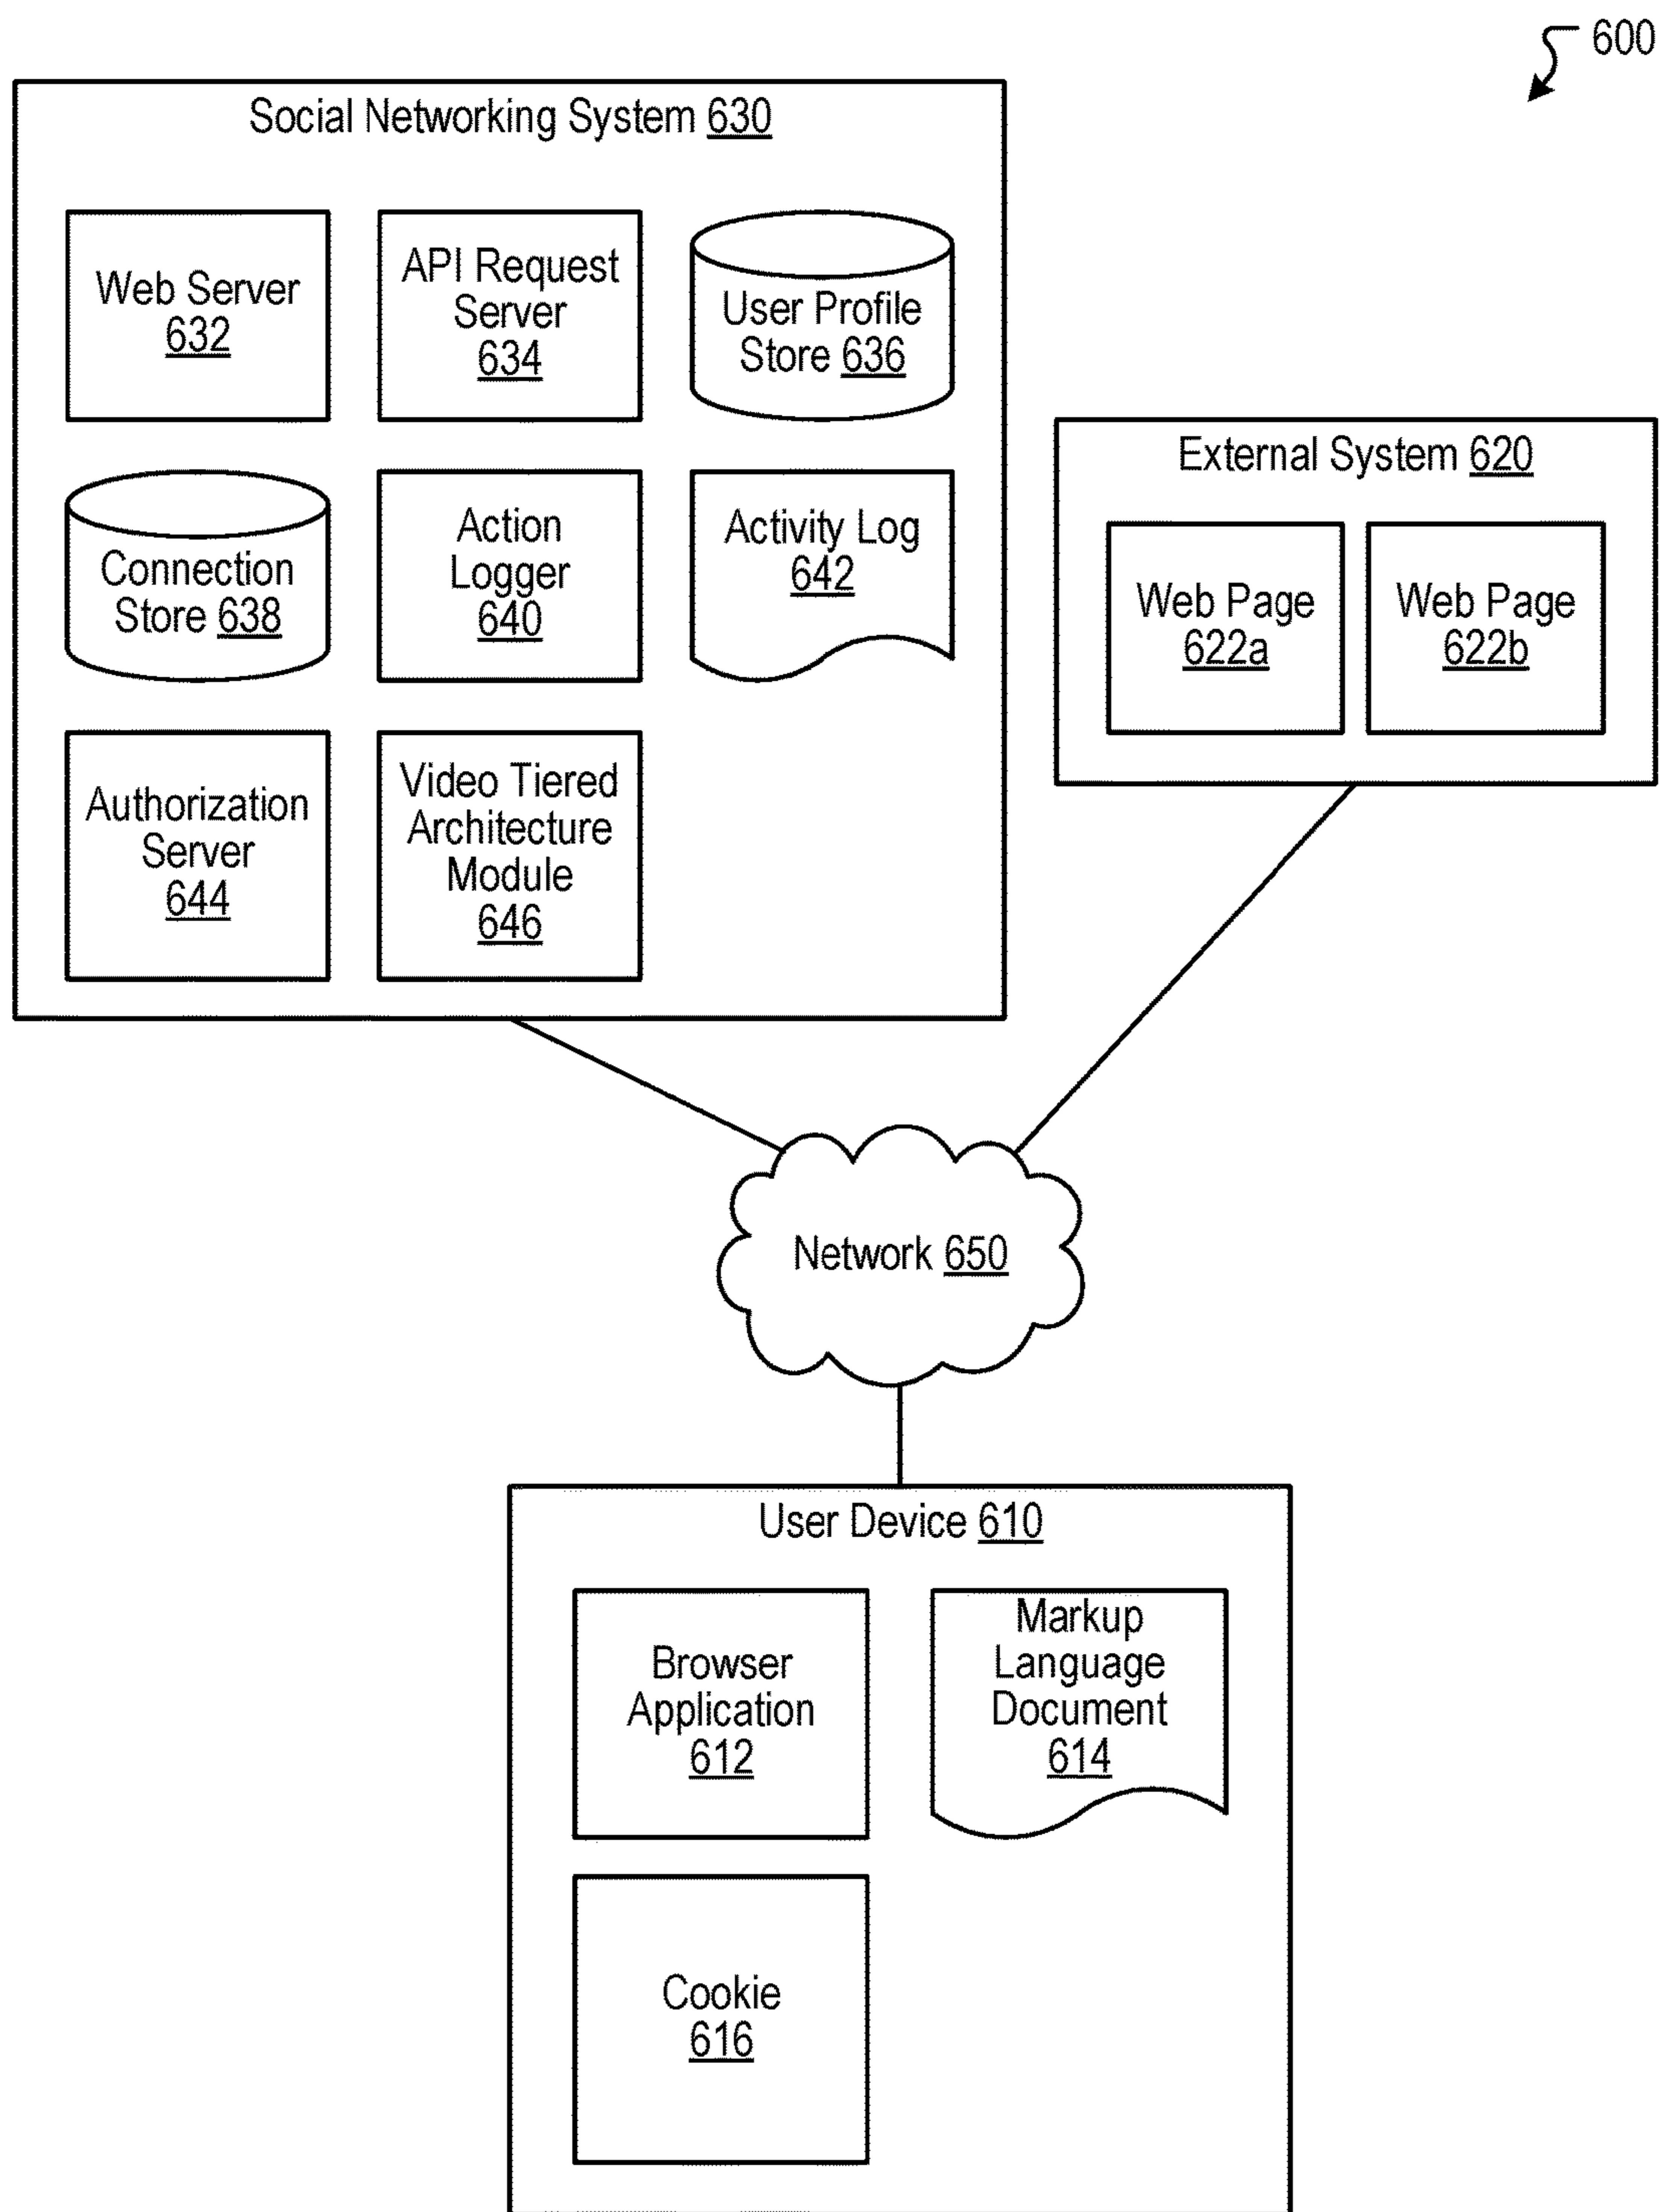 600
Social Networking System 630
Web Server
632
API Request
Server
634
User Profile
Store 636
Connection
Store 638
Action
Logger
640
Activity Log
642
Authorization
Server
644
Video Tiered
Architecture
Module
646
External System 620
Web Page
622a
Web Page
622b
Network 650
User Device 610
Browser
Application
612
Markup
Language
Document
614
Cookie
616